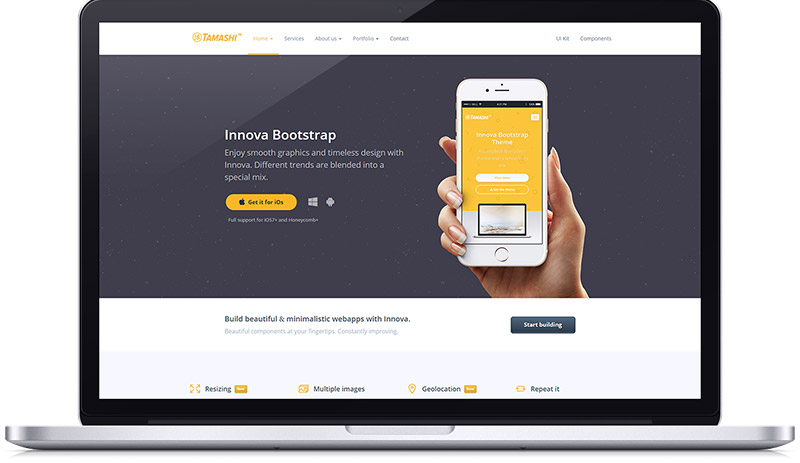 TAMASHI™
Home
Services
About us
Portfolio
Contact
UI Kit
Components
Innova Bootstrap
Enjoy smooth graphics and timeless design with
Innova. Different trends are blended into a
special mix.
Get it for iOs
Full support for iOS7+ and Honeycomb+
TAMASHI™
Innova Bootstrap
Theme
Build beautiful & minimalistic webapps with Innova.
Beautiful components at your fingertips. Constantly improving.
Start building
Resizing New
Multiple images
Geolocation New
Repeat it